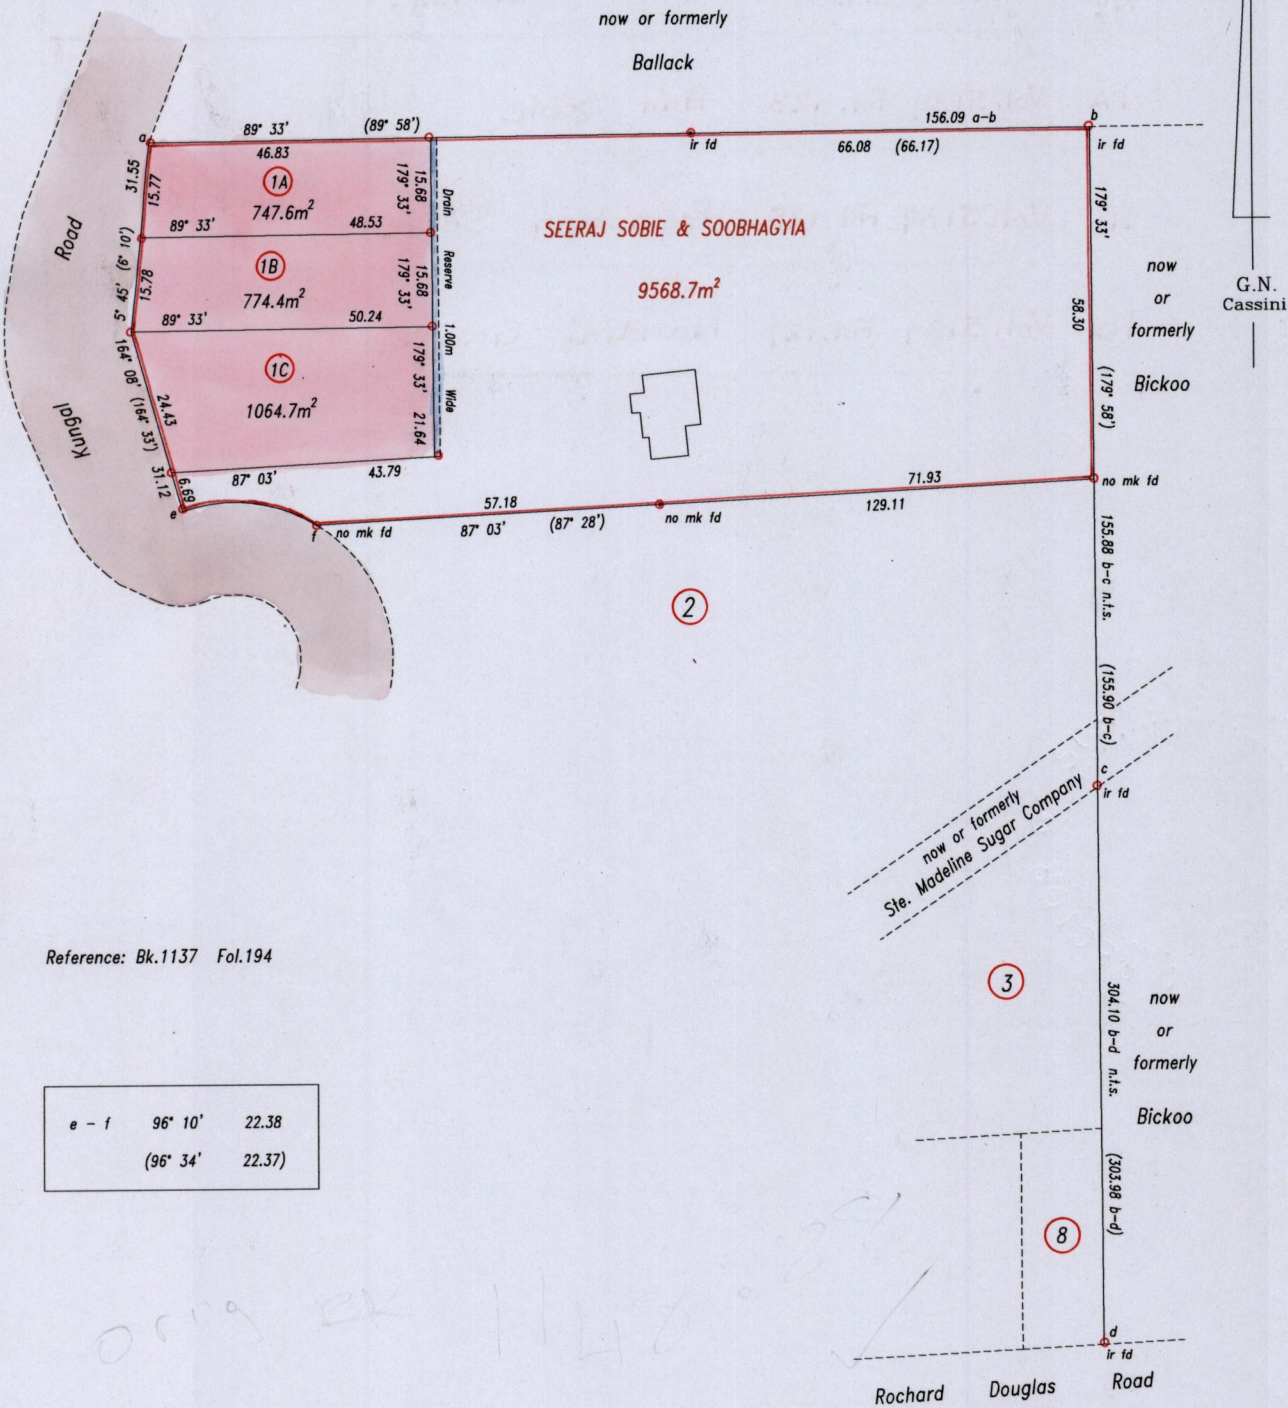 now or formerly
Ballack
a
89° 33' (89° 58')
46.83
156.09 a-b
b
ir fd
66.08 (66.17)
ir fd
31.55
15.77
1A
747.6m²
15.68
179° 33'
Drain Reserve 1.00m Wide
SEERAJ SOBIE & SOOBHAGYIA
9568.7m²
179° 33'
58.30
(179° 58')
now
or
formerly
Bickoo
G.N.
Cassini
Road
Kungal
5° 45' (6° 10')
15.78
89° 33' 48.53
1B
774.4m²
15.68
179° 33'
89° 33' 50.24
1C
1064.7m²
179° 33'
21.64
164° 08' (164° 33')
24.43
31.12
6.69
87° 03' 43.79
e
f
no mk fd
57.18
87° 03' (87° 28')
no mk fd
71.93
129.11
no mk fd
2
155.88 b-c n.t.s.
(155.90 b-c)
c
ir fd
now or formerly
Ste. Madeline Sugar Company
Reference: Bk.1137 Fol.194
3
304.10 b-d n.t.s.
now
or
formerly
Bickoo
e - f 96° 10' 22.38
(96° 34' 22.37)
(303.98 b-d)
8
d
ir fd
Rochard Douglas Road